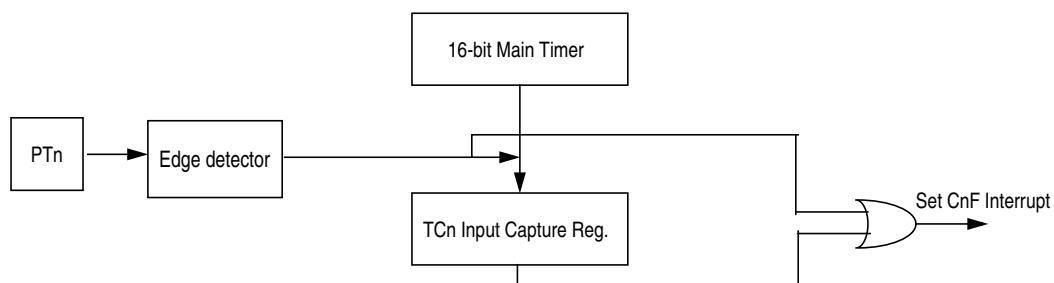 16-bit Main Timer
PTn
Edge detector
TCn Input Capture Reg.
Set CnF Interrupt